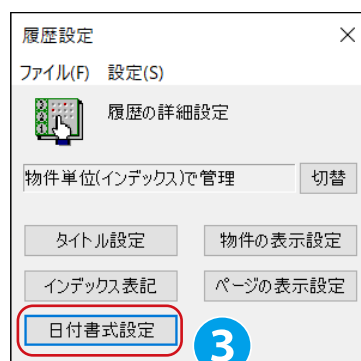 履歴設定
ファイル(F) 設定(S)
履歴の詳細設定
物件単位(インデックス)で管理 切替
タイトル設定 物件の表示設定
インデックス表記 ページの表示設定
日付書式設定
3